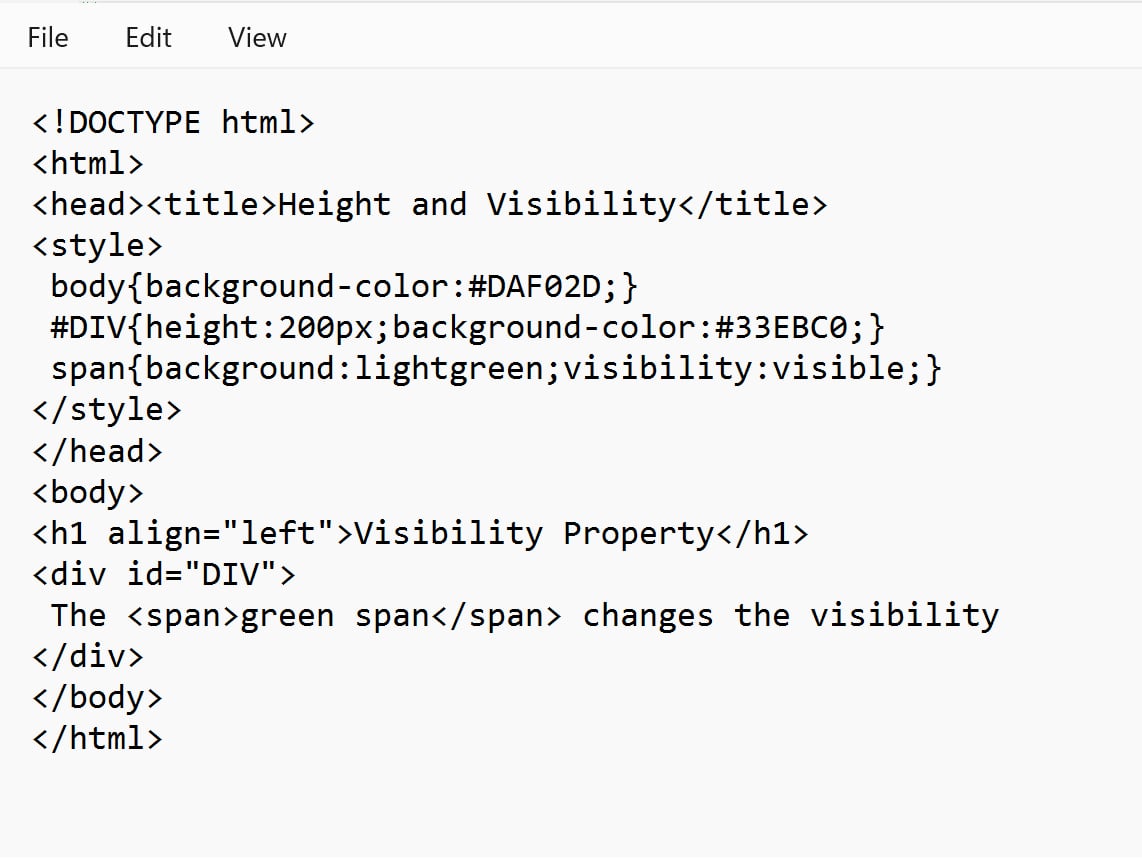 File Edit View
<!DOCTYPE html>
<html>
<head><title>Height and Visibility</title>
<style>
 body{background-color:#DAF02D;}
 #DIV{height:200px;background-color:#33EBC0;}
 span{background:lightgreen;visibility:visible;}
</style>
</head>
<body>
<h1 align="left">Visibility Property</h1>
<div id="DIV">
 The <span>green span</span> changes the visibility
</div>
</body>
</html>